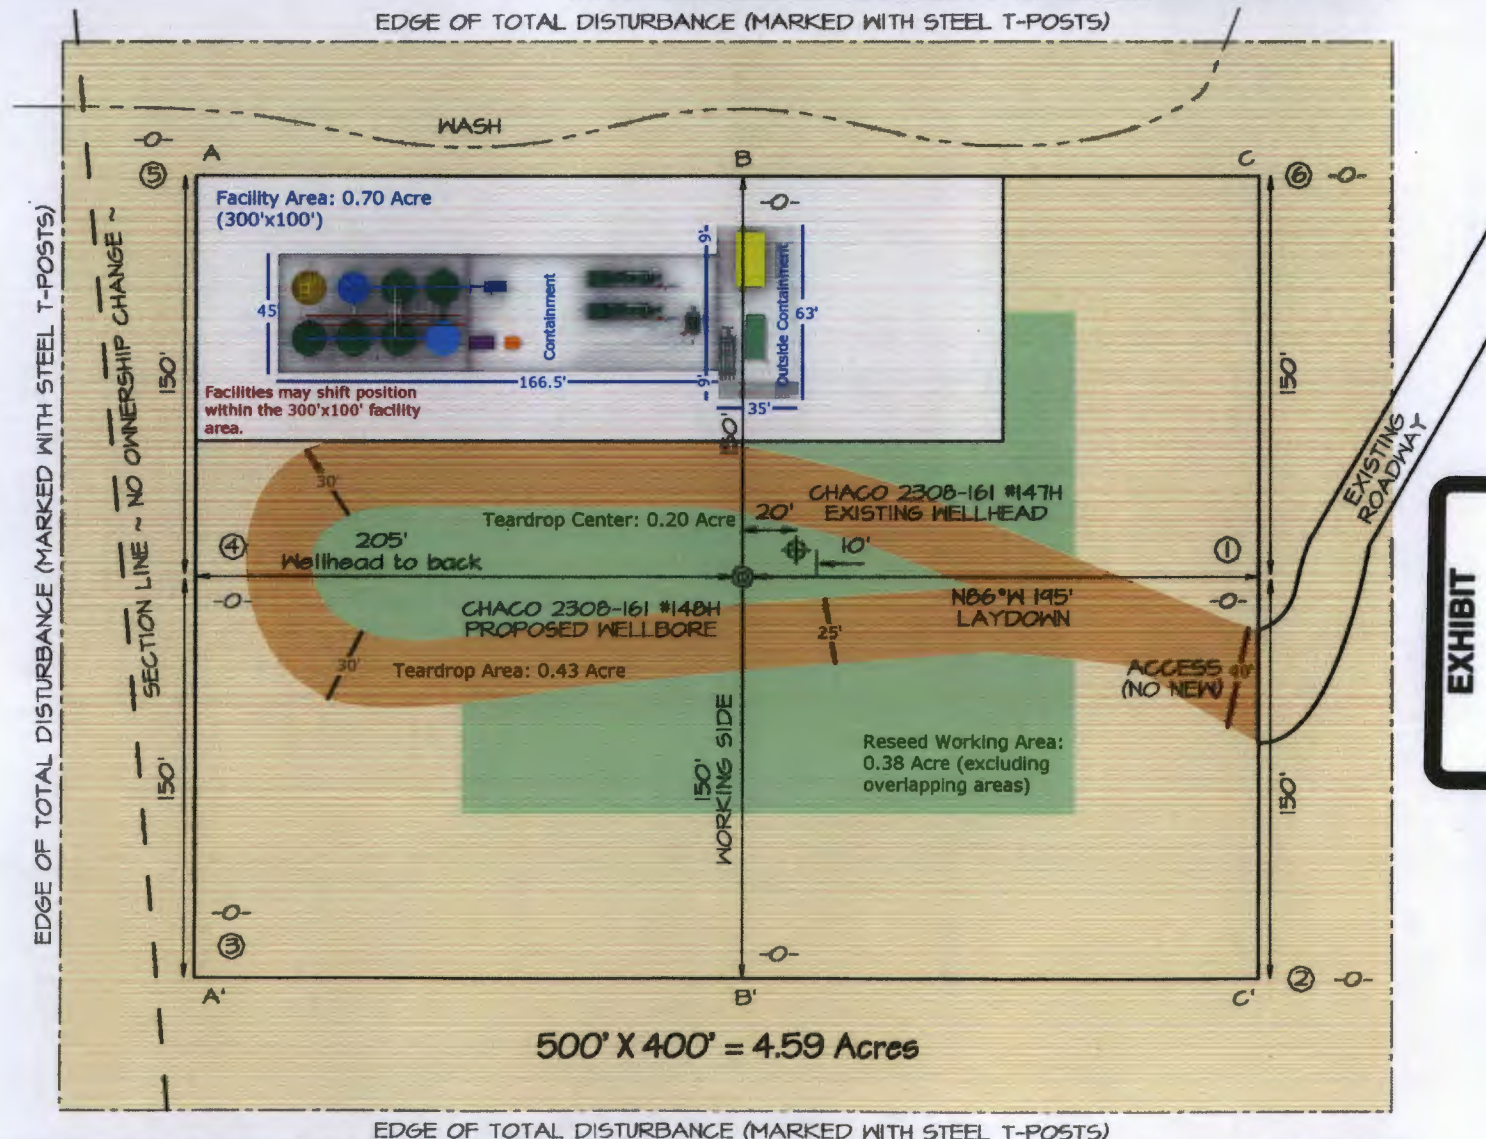 EDGE OF TOTAL DISTURBANCE (MARKED WITH STEEL T-POSTS)
WASH
-0-
5
A
B
C
6 -0-
Facility Area: 0.70 Acre
(300'x100')
-0-
9'
45'
Containment
Outside Containment
63'
166.5'
9'
35'
Facilities may shift position
within the 300'x100' facility
area.
150'
150'
150'
EDGE OF TOTAL DISTURBANCE (MARKED WITH STEEL T-POSTS)
SECTION LINE ~ NO OWNERSHIP CHANGE ~
EXISTING
ROADWAY
EXHIBIT
30'
CHACO 2308-16I #147H
EXISTING WELLHEAD
Teardrop Center: 0.20 Acre
20'
10'
4
205'
Wellhead to back
1
-0-
-0-
CHACO 2308-16I #148H
PROPOSED WELLBORE
N86°W 195'
LAYDOWN
25'
30'
Teardrop Area: 0.43 Acre
ACCESS
(NO NEW)
40'
150'
WORKING SIDE
Reseed Working Area:
0.38 Acre (excluding
overlapping areas)
150'
150'
-0-
3
-0-
2 -0-
A'
B'
C'
500' X 400' = 4.59 Acres
EDGE OF TOTAL DISTURBANCE (MARKED WITH STEEL T-POSTS)